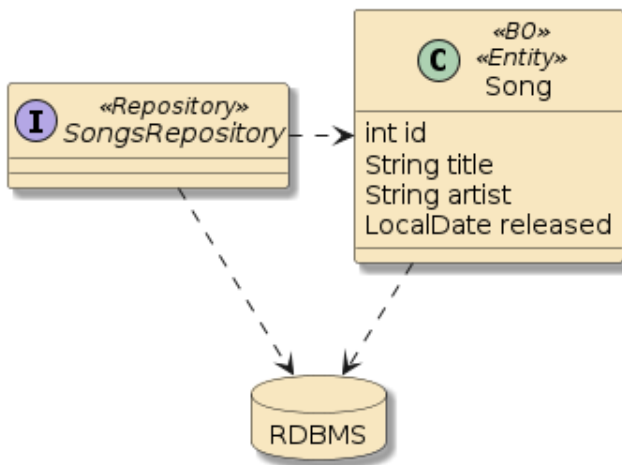 I
«Repository»
SongsRepository
C
«BO»
«Entity»
Song
int id
String title
String artist
LocalDate released
RDBMS